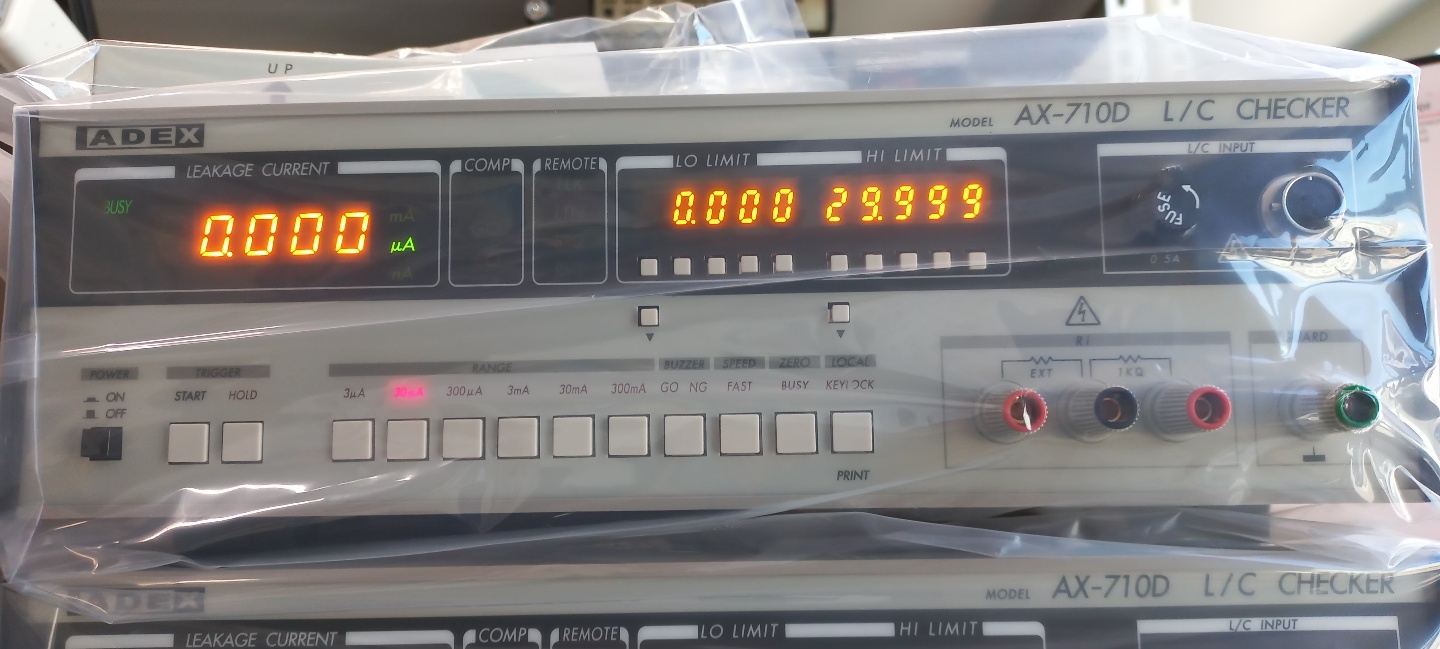 UP
ADEX
MODEL AX-710D L/C CHECKER
LEAKAGE CURRENT
COMP
REMOTE
LO LIMIT
HI LIMIT
L/C INPUT
BUSY
0.000
mA
µA
nA
0.000
29.999
FUSE
0.5A
POWER
ON
OFF
TRIGGER
START
HOLD
RANGE
3µA
30µA
300µA
3mA
30mA
300mA
BUZZER
GO NG
SPEED
FAST
ZERO
BUSY
LOCAL
KEYLOCK
PRINT
EXT
1KΩ
ADEX
MODEL AX-710D L/C CHECKER
LEAKAGE CURRENT
COMP
REMOTE
LO LIMIT
HI LIMIT
L/C INPUT